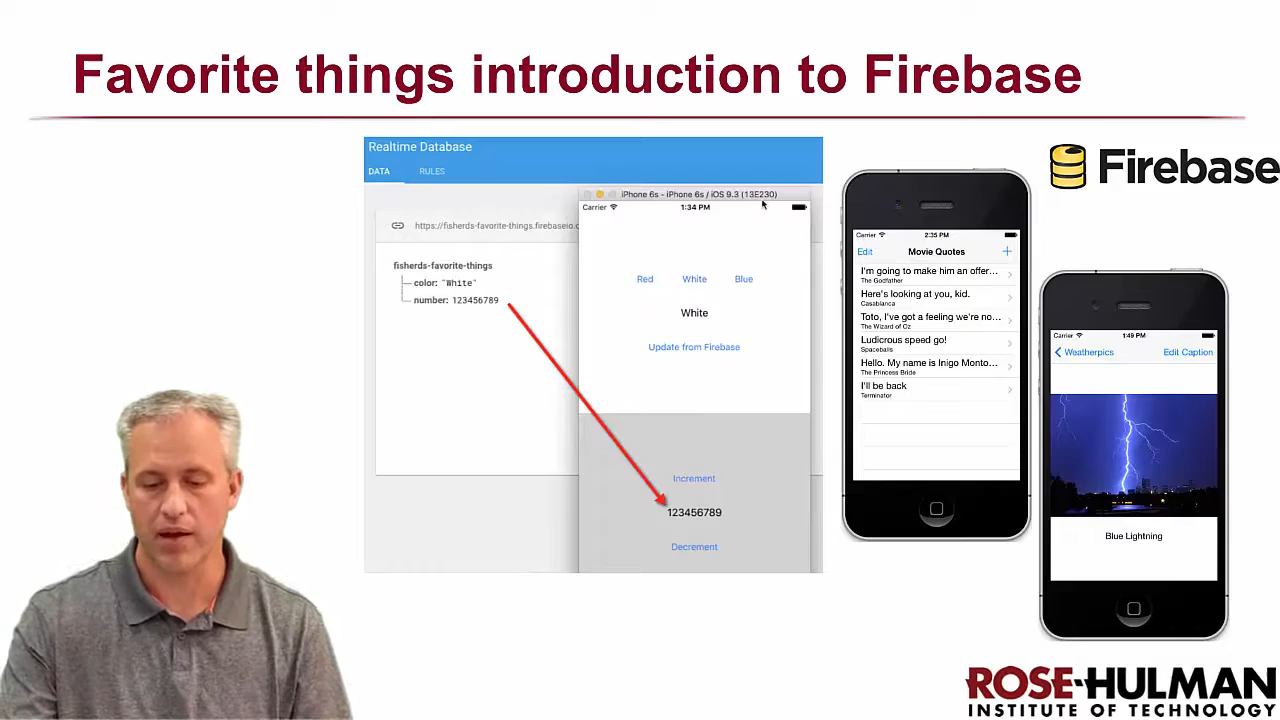 Favorite things introduction to Firebase
Realtime Database
DATA RULES
https://fisherds-favorite-things.firebaseio.c
fisherds-favorite-things
color: "White"
number: 123456789
iPhone 6s - iPhone 6s / iOS 9.3 (13E230)
Carrier 1:34 PM
Red White Blue
White
Update from Firebase
Increment
123456789
Decrement
Carrier 2:35 PM
Edit Movie Quotes +
I'm going to make him an offer...
The Godfather
Here's looking at you, kid.
Casablanca
Toto, I've got a feeling we're no...
The Wizard of Oz
Ludicrous speed go!
Spaceballs
Hello. My name is Inigo Monto...
The Princess Bride
I'll be back
Terminator
Firebase
Carrier 1:49 PM
Weatherpics Edit Caption
Blue Lightning
ROSE-HULMAN
INSTITUTE OF TECHNOLOGY